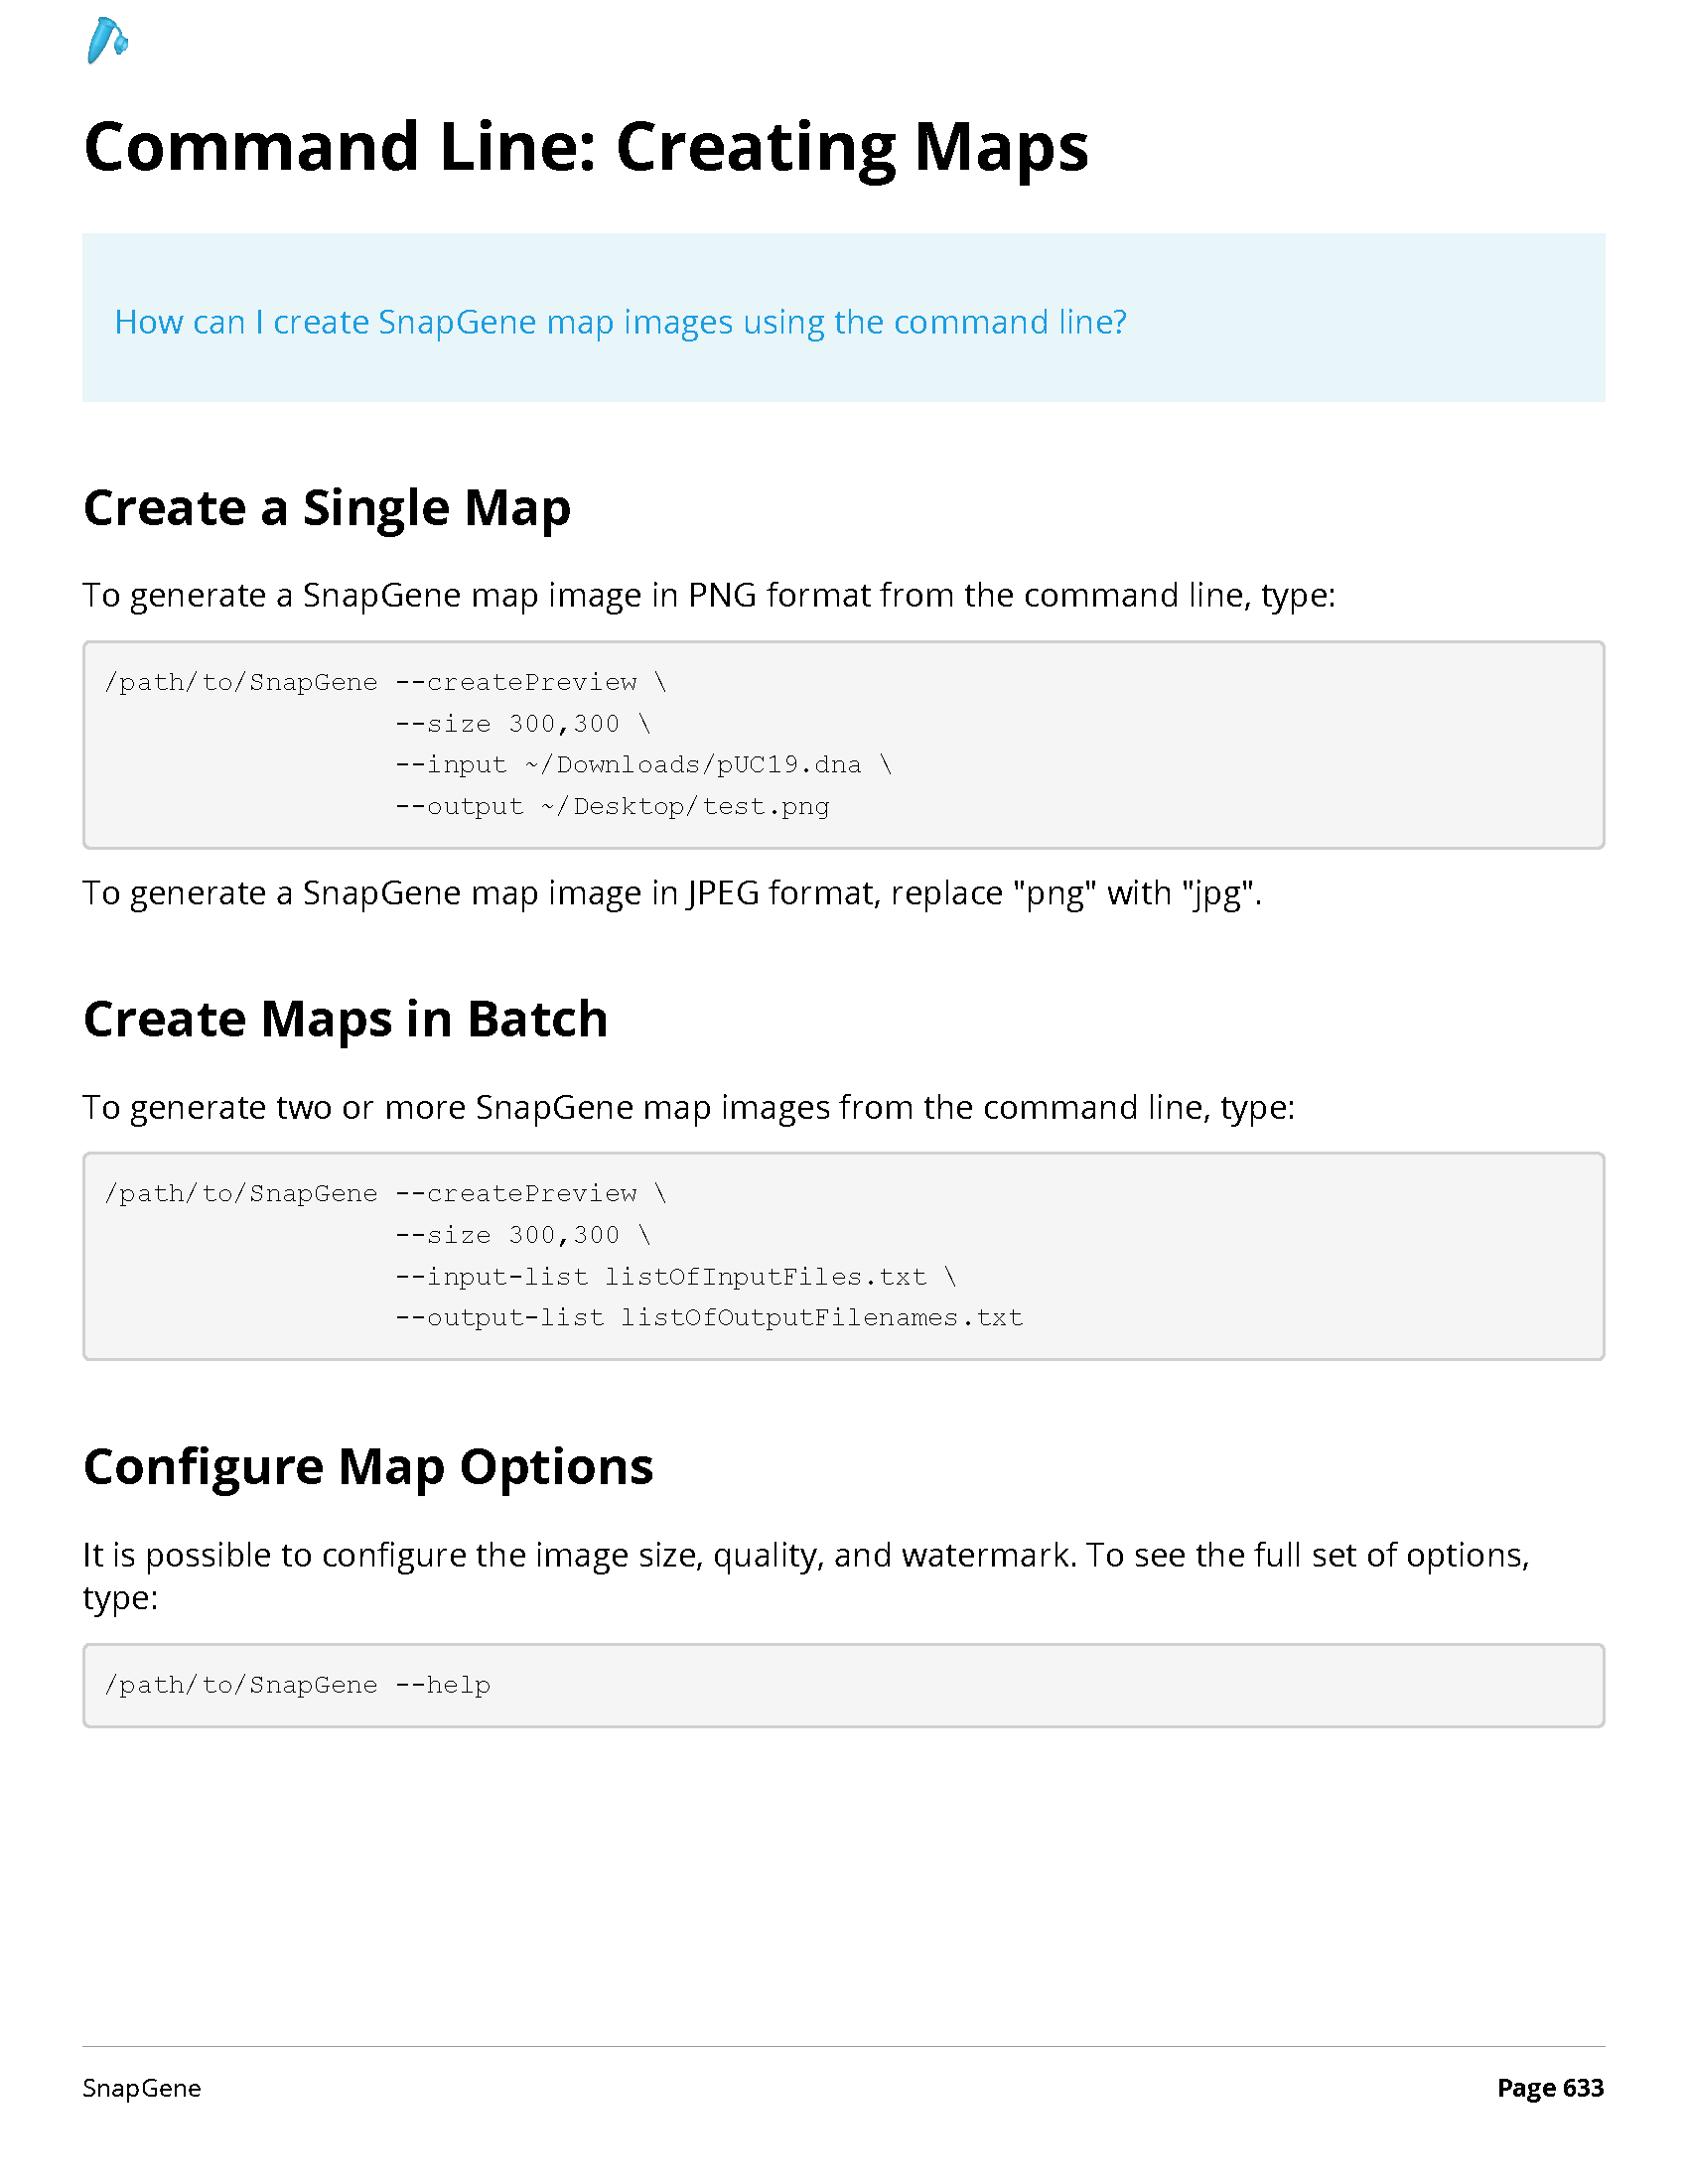 Command Line: Creating Maps
How can I create SnapGene map images using the command line?
Create a Single Map
To generate a SnapGene map image in PNG format from the command line, type:
/path/to/SnapGene --createPreview \
--size 300,300 \
--input ~/Downloads/pUC19.dna \
--output ~/Desktop/test.png
To generate a SnapGene map image in JPEG format, replace "png" with "jpg".
Create Maps in Batch
To generate two or more SnapGene map images from the command line, type:
/path/to/SnapGene --createPreview \
--size 300,300 \
--input-list listOfInputFiles.txt \
--output-list listOfOutputFilenames.txt
Configure Map Options
It is possible to configure the image size, quality, and watermark. To see the full set of options,
type:
/path/to/SnapGene --help
SnapGene
Page 633